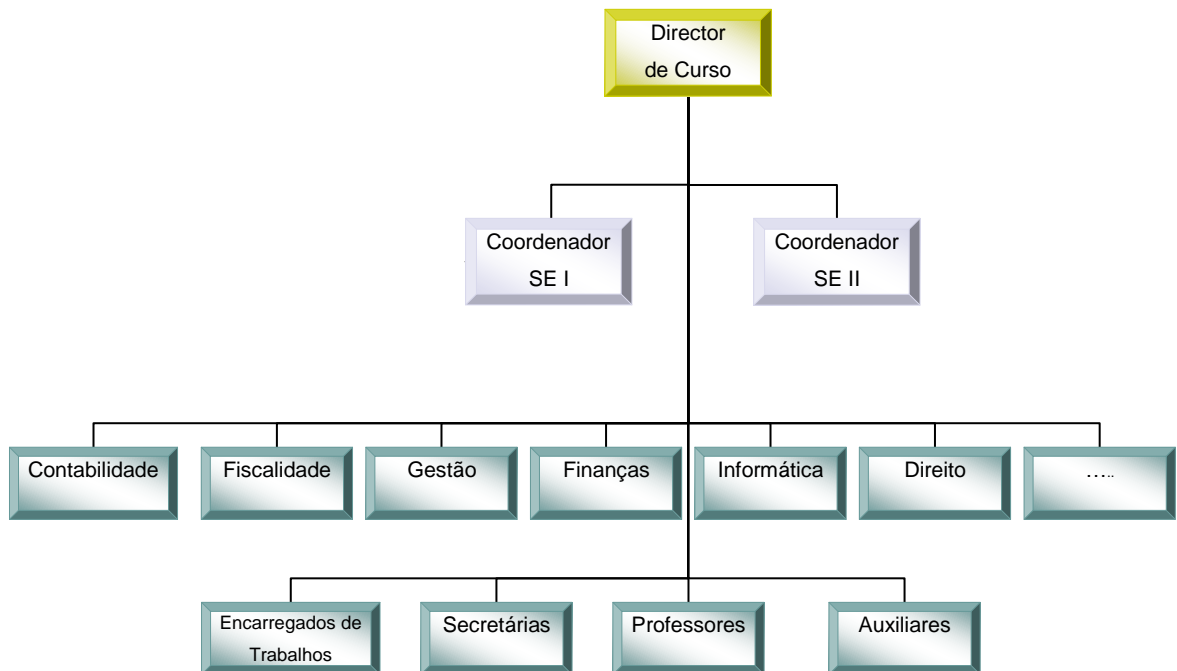 Director
de Curso
Coordenador
SE I
Coordenador
SE II
Contabilidade
Fiscalidade
Gestão
Finanças
Informática
Direito
…..
Encarregados de
Trabalhos
Secretárias
Professores
Auxiliares